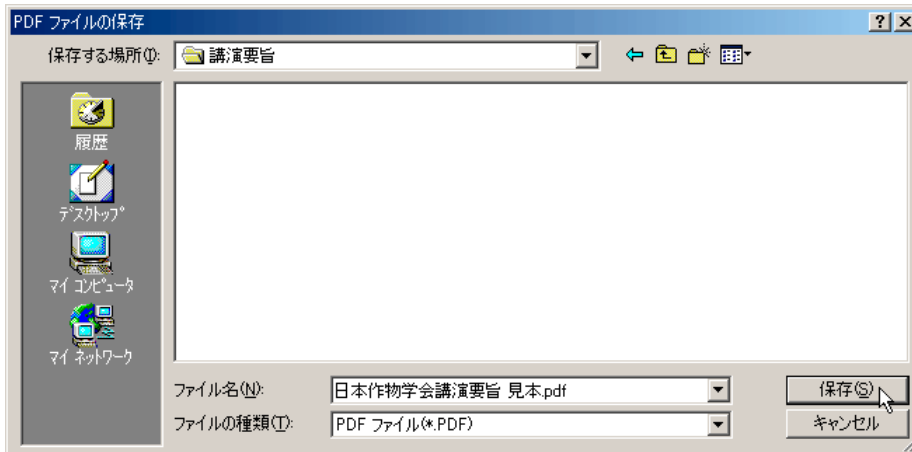 PDF ファイルの保存
保存する場所(I):
講演要旨
履歴
デスクトップ
マイ コンピュータ
マイ ネットワーク
ファイル名(N):
日本作物学会講演要旨 見本.pdf
保存(S)
ファイルの種類(T):
PDF ファイル(*.PDF)
キャンセル